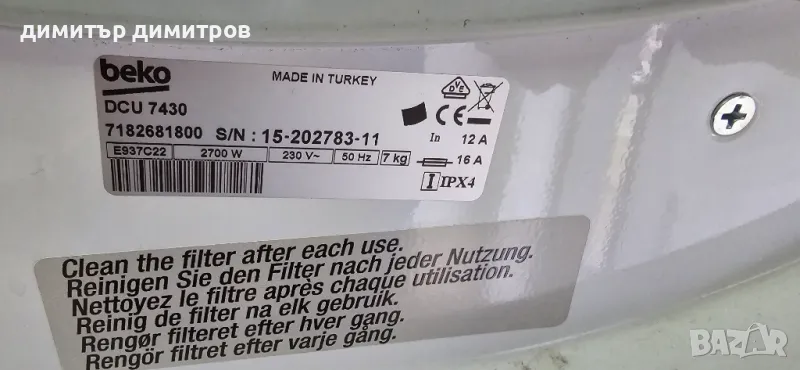 димитър димитров
beko
MADE IN TURKEY
DCU 7430
7182681800 S/N : 15-202783-11
In 12 A
E937C22 2700 W 230 V~ 50 Hz 7 kg 16 A
I IPX4
Clean the filter after each use.
Reinigen Sie den Filter nach jeder Nutzung.
Nettoyez le filtre après chaque utilisation.
Reinig de filter na elk gebruik.
Rengør filteret efter hver gang.
Rengör filtret efter varje gång.
BAZAR